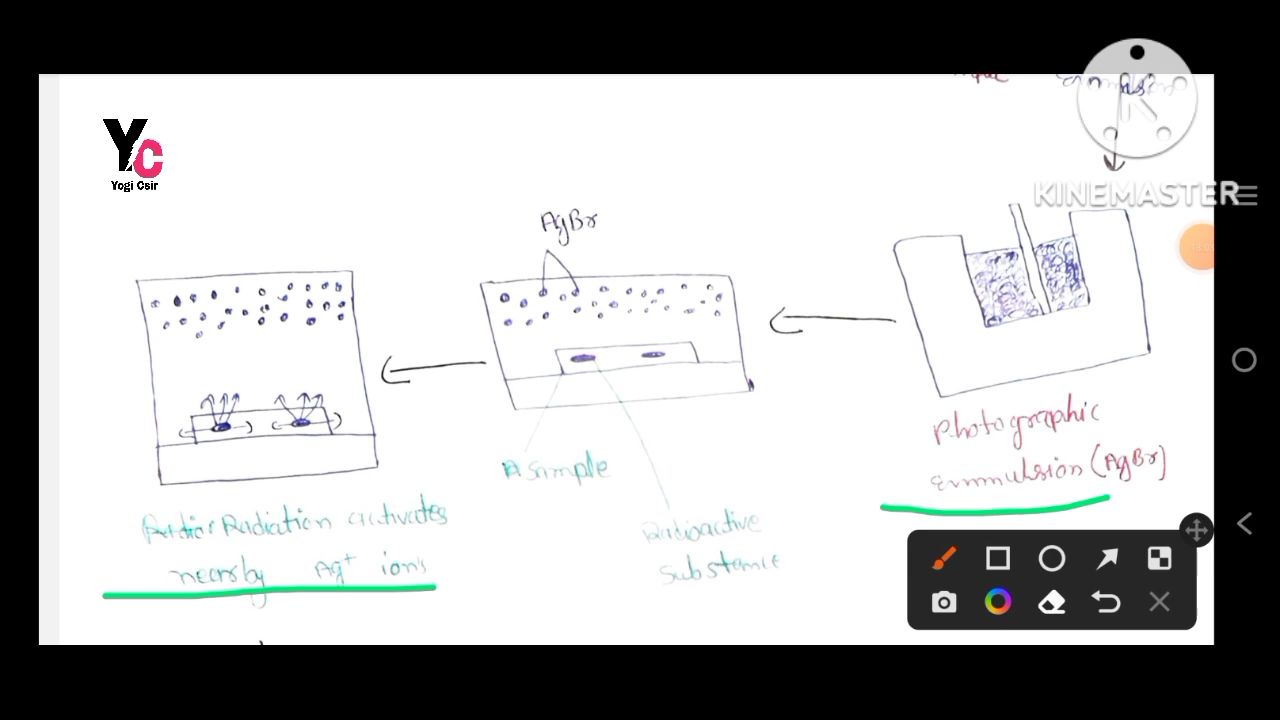 KINEMASTER
YC
Yogi Csir
AgBr
Photographic
Emmulsion (AgBr)
A sample
Radioactive
substance
Radiation activates
nearby Ag+ ions